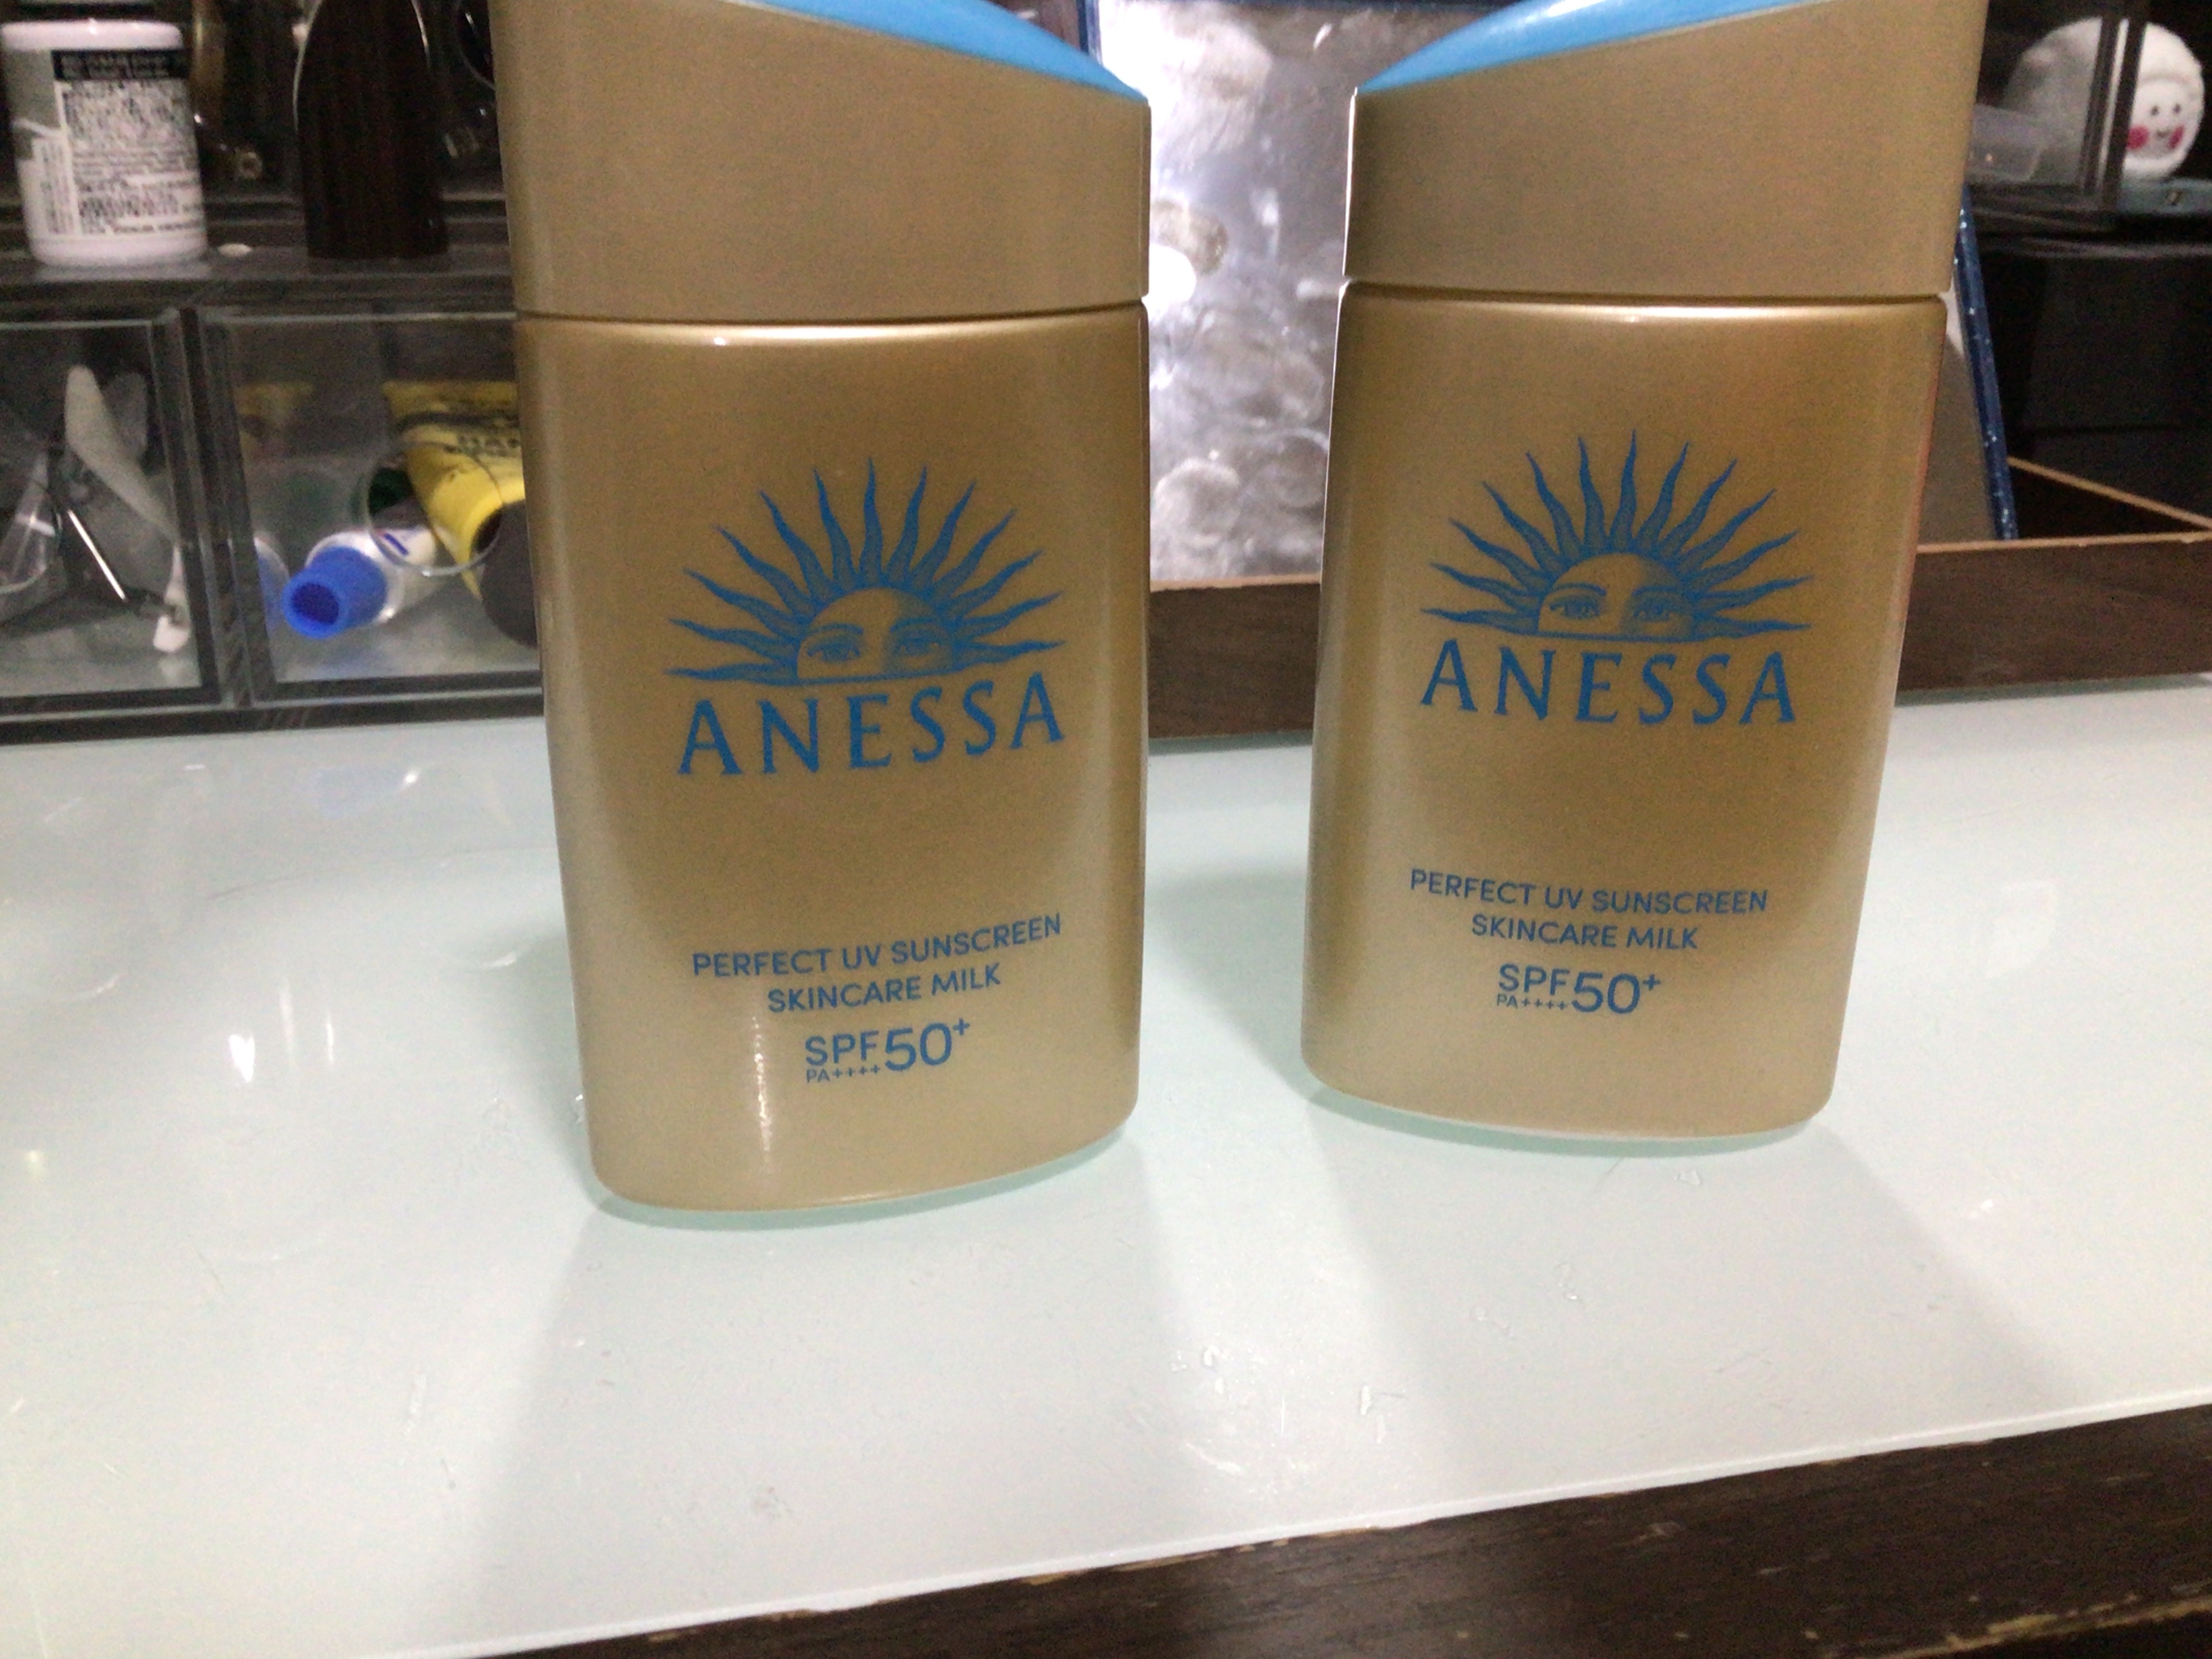 ANESSA
PERFECT UV SUNSCREEN
SKINCARE MILK
SPF50+
PA++++
ANESSA
PERFECT UV SUNSCREEN
SKINCARE MILK
SPF50+
PA++++